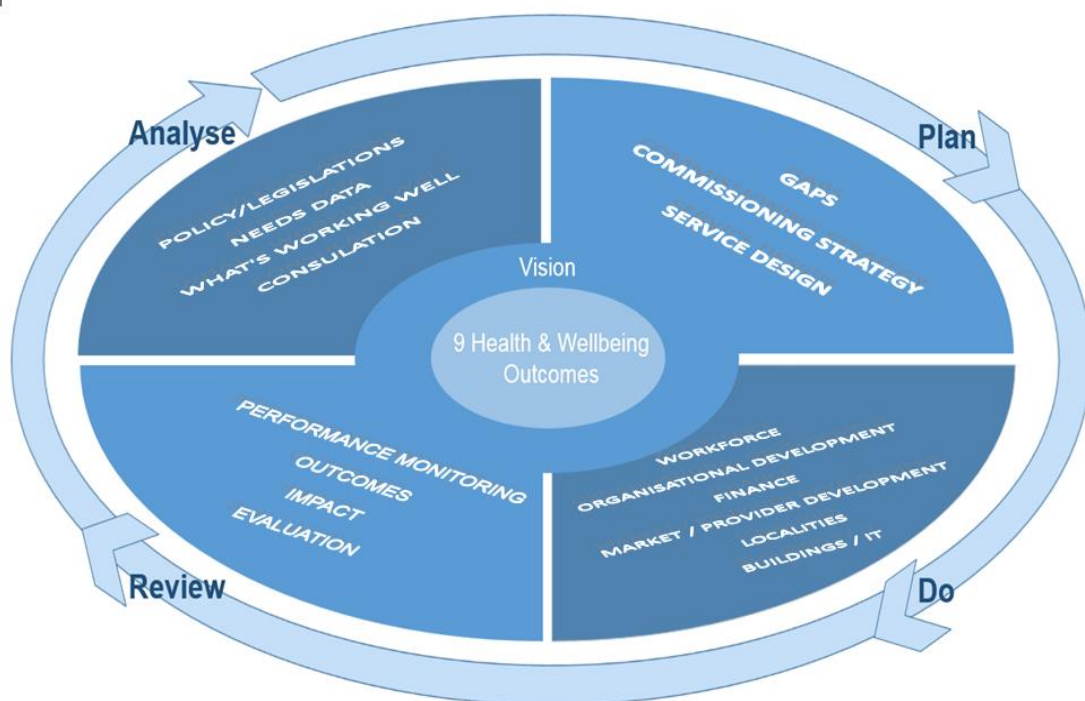 Analyse
POLICY/LEGISLATIONS
NEEDS DATA
WHAT'S WORKING WELL
CONSULATION
Plan
GAPS
COMMISSIONING STRATEGY
SERVICE DESIGN
Vision
9 Health & Wellbeing
Outcomes
PERFORMANCE MONITORING
OUTCOMES
IMPACT
EVALUATION
Review
WORKFORCE
ORGANISATIONAL DEVELOPMENT
FINANCE
MARKET / PROVIDER DEVELOPMENT
LOCALITIES
BUILDINGS / IT
Do